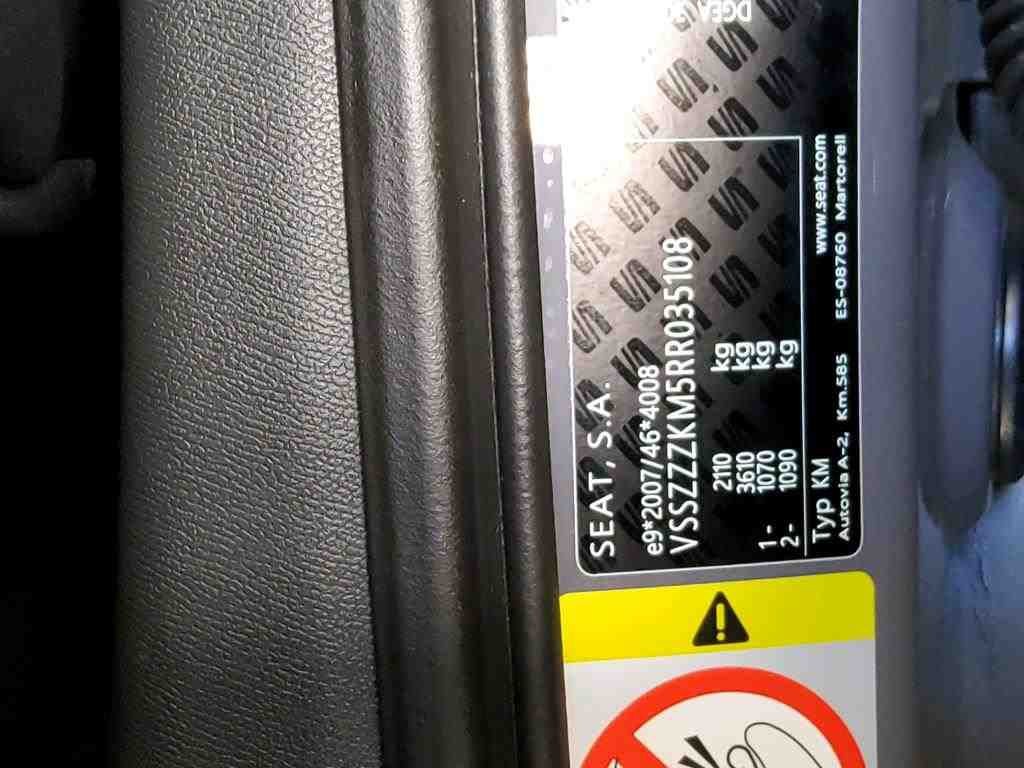 SEAT, S.A.
e9*2007/46*4008
VSSZZZKM5RR035108
2110 kg
3610 kg
1- 1070 kg
2- 1090 kg
Typ KM www.seat.com
Autovia A-2, Km.585 ES-08760 Martorell